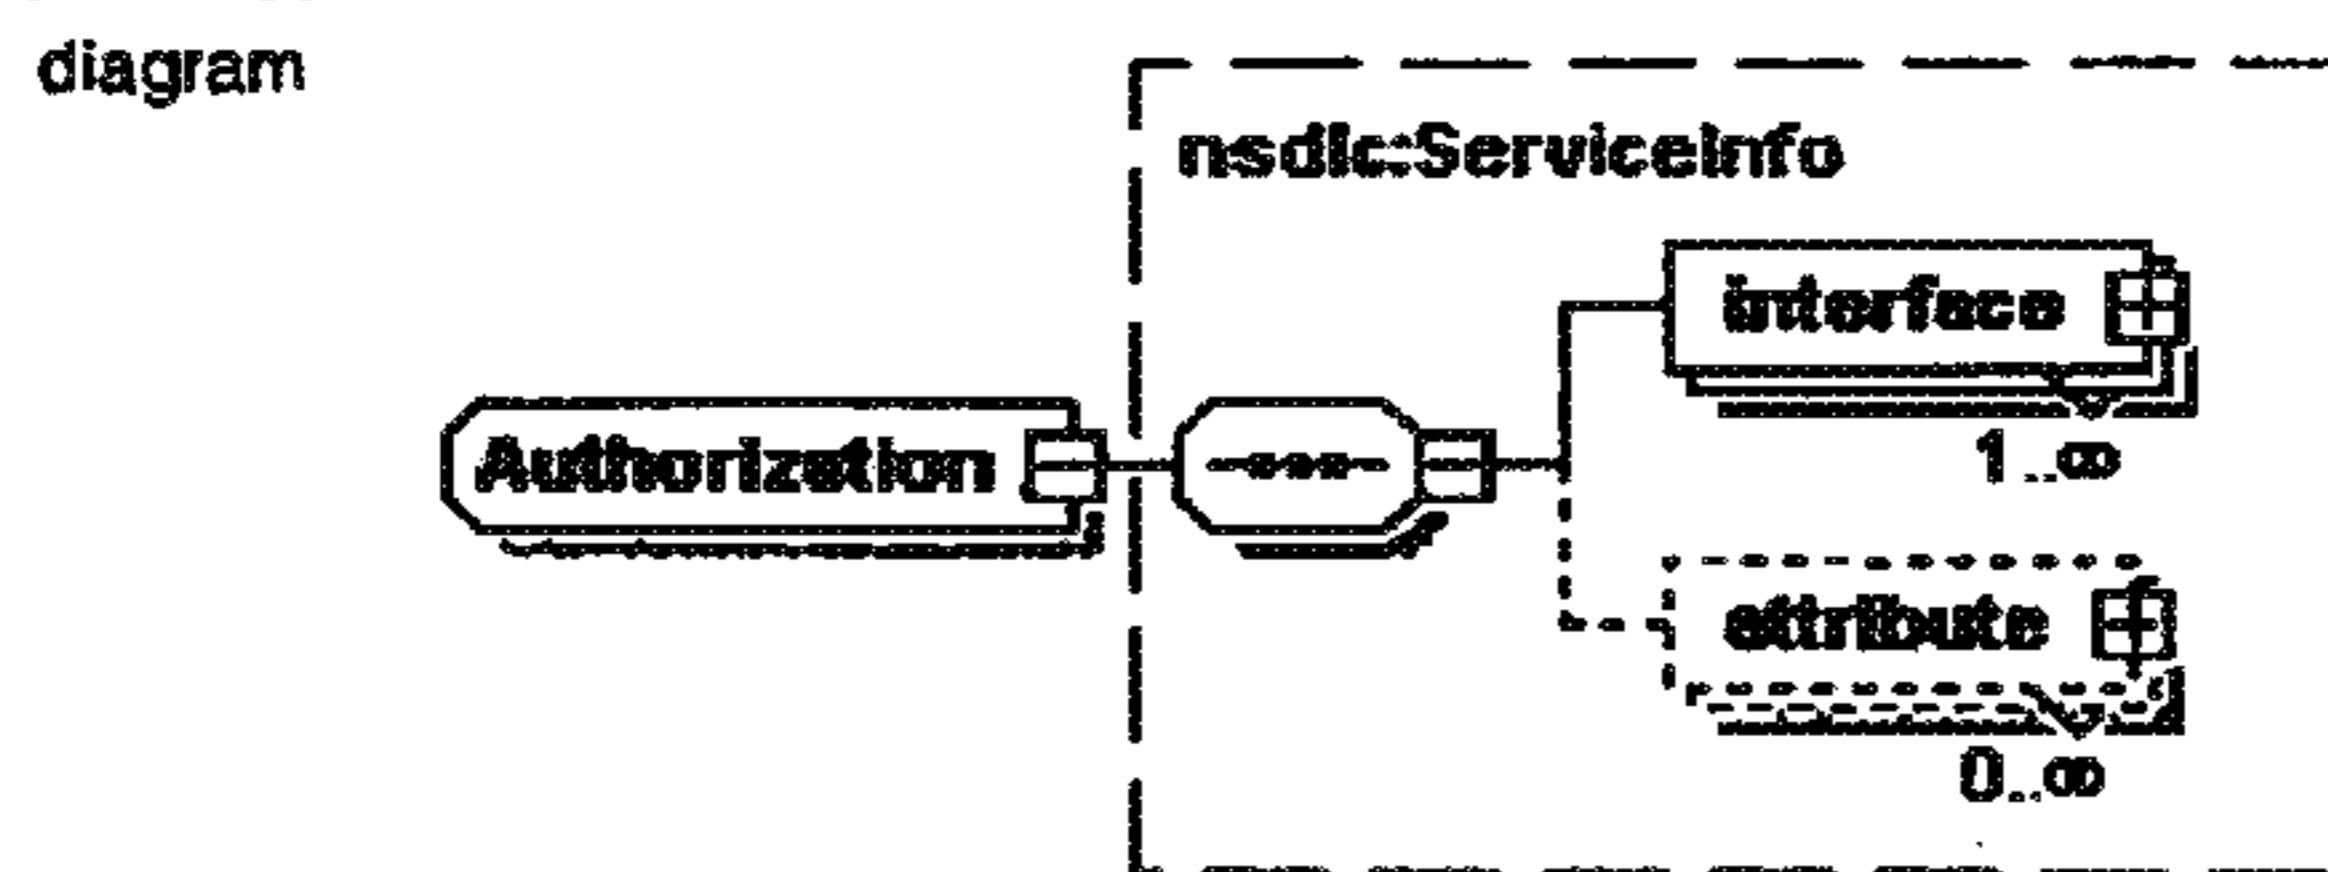 diagram
nsdlc:ServiceInfo
interface
1..∞
Authorization
attribute
0..∞